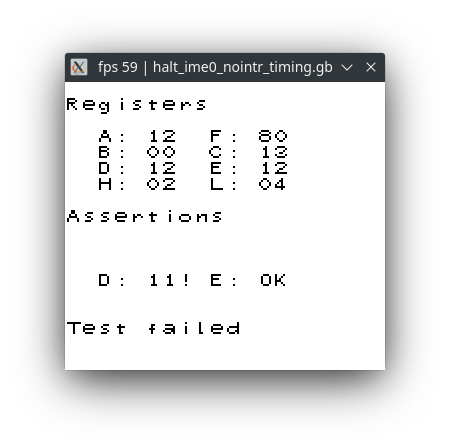 fps 59 | halt_ime0_nointr_timing.gb
Registers
A: 12 F: 80
B: 00 C: 13
D: 12 E: 12
H: 02 L: 04
Assertions
D: 11! E: OK
Test failed